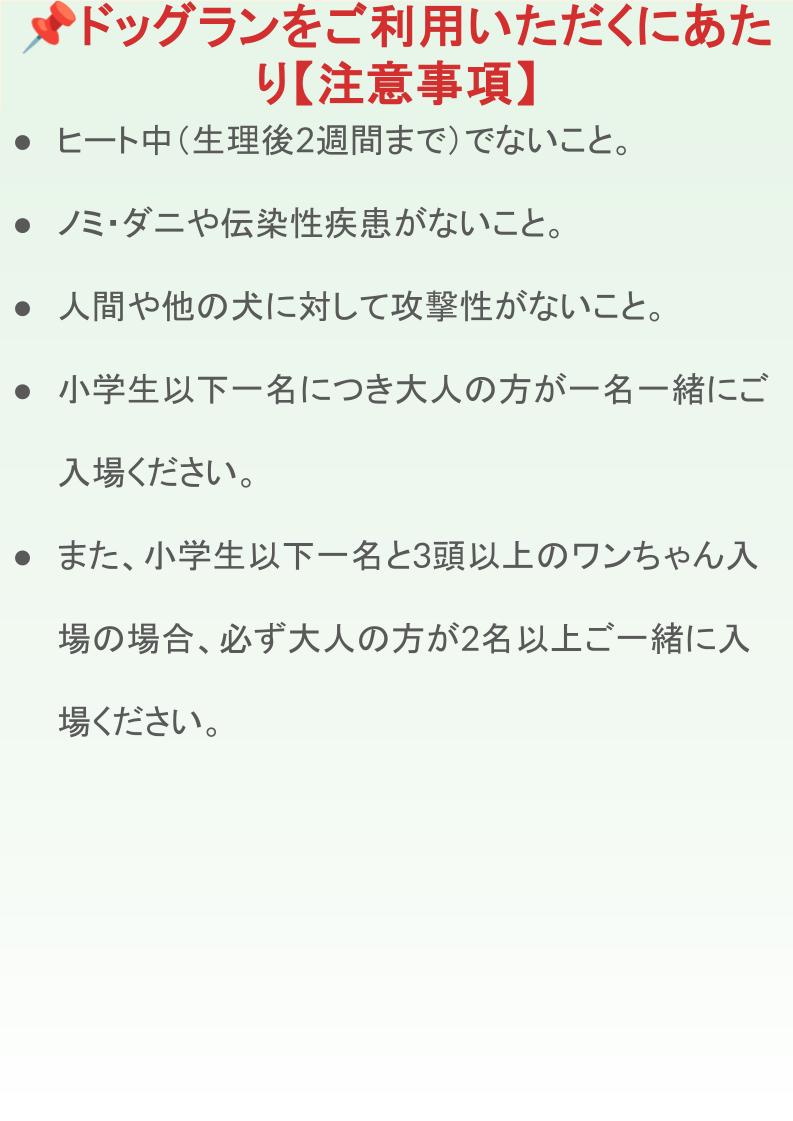 📌ドッグランをご利用いただくにあた
り【注意事項】
● ヒート中（生理後2週間まで）でないこと。
● ノミ・ダニや伝染性疾患がないこと。
● 人間や他の犬に対して攻撃性がないこと。
● 小学生以下一名につき大人の方が一名一緒にご
入場ください。
● また、小学生以下一名と3頭以上のワンちゃん入
場の場合、必ず大人の方が2名以上ご一緒に入
場ください。